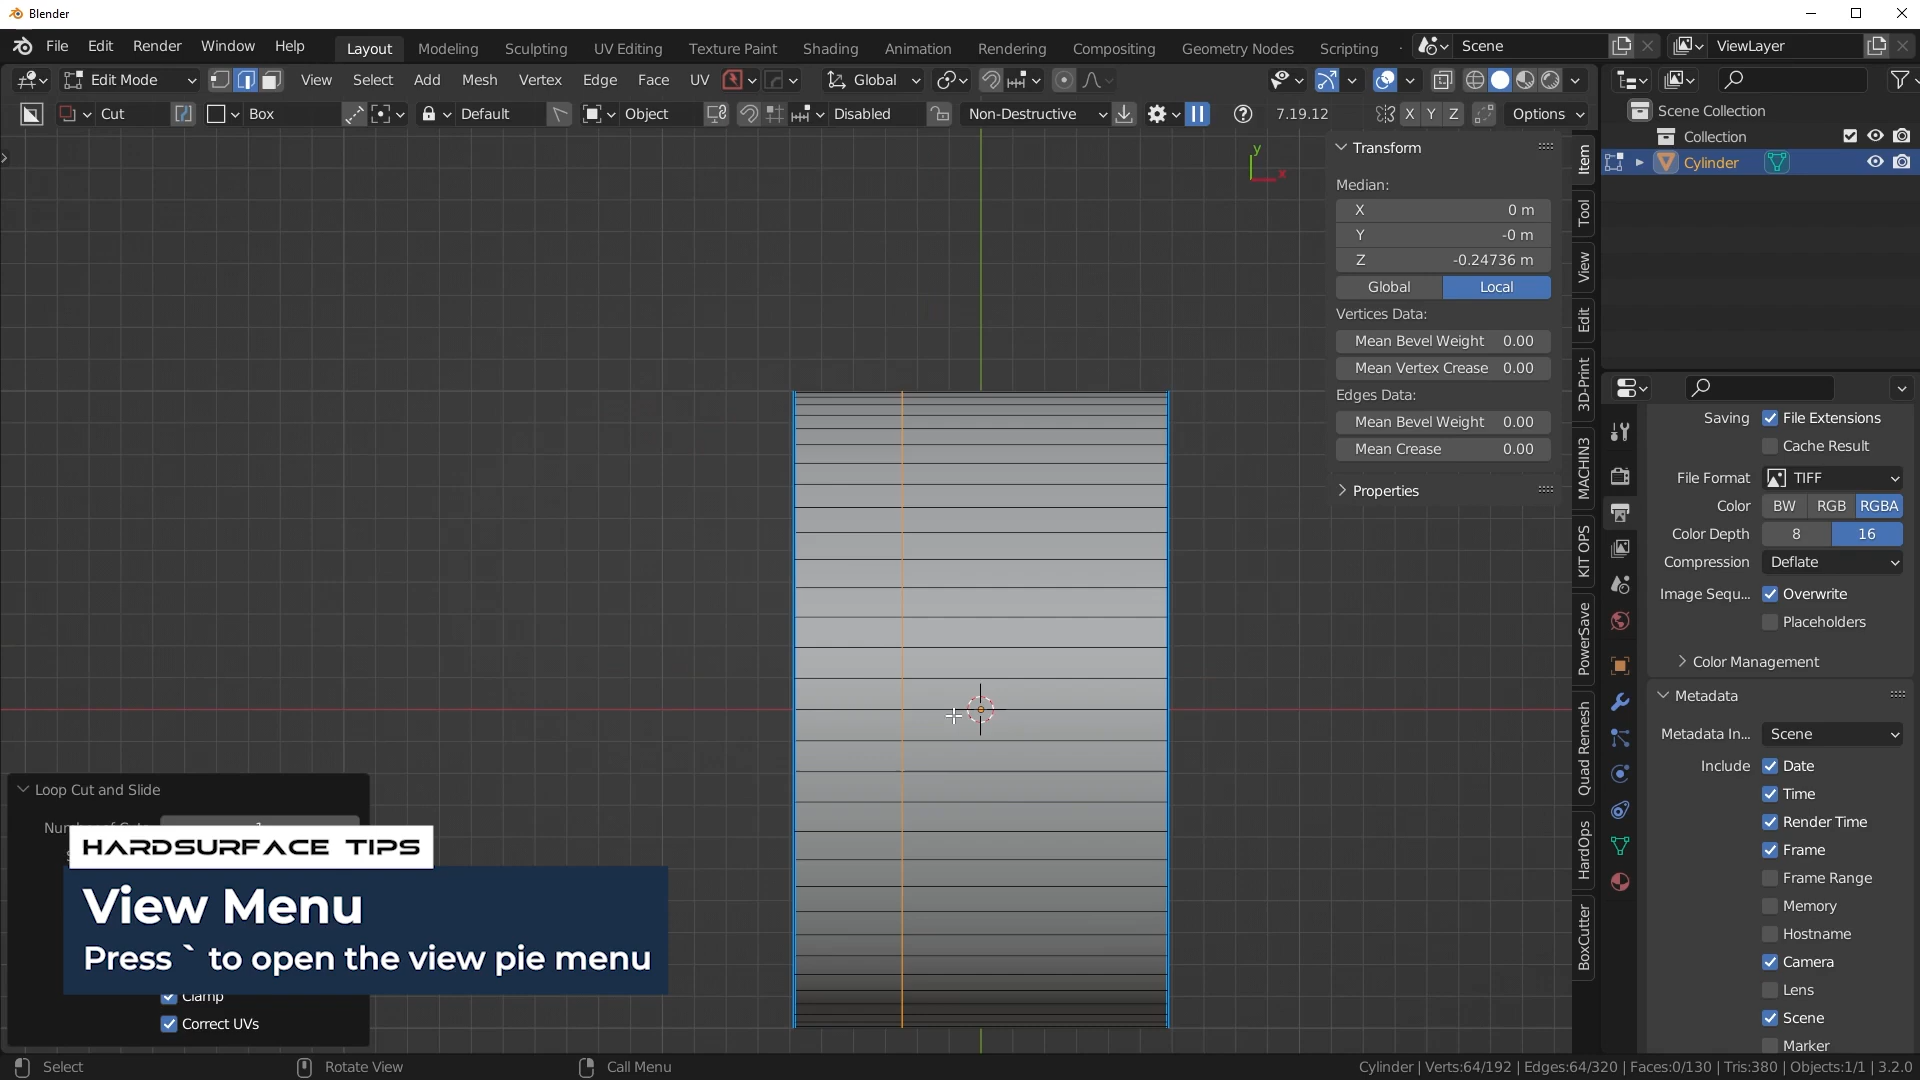 Blender
File Edit Render Window Help Layout Modeling Sculpting UV Editing Texture Paint Shading Animation Rendering Compositing Geometry Nodes Scripting Scene ViewLayer
Edit Mode View Select Add Mesh Vertex Edge Face UV Global
Cut Box Default Object Disabled Non-Destructive 7.19.12 X Y Z Options
Scene Collection
Collection
Cylinder
y
x
Transform
Median:
X 0 m
Y -0 m
Z -0.24736 m
Global Local
Vertices Data:
Mean Bevel Weight 0.00
Mean Vertex Crease 0.00
Edges Data:
Mean Bevel Weight 0.00
Mean Crease 0.00
Properties
Item
Tool
View
Edit
3D-Print
MACHIN3
KIT OPS
PowerSave
Quad Remesh
HardOps
BoxCutter
Saving File Extensions
Cache Result
File Format TIFF
Color BW RGB RGBA
Color Depth 8 16
Compression Deflate
Image Sequ... Overwrite
Placeholders
Color Management
Metadata
Metadata In... Scene
Include Date
Time
Render Time
Frame
Frame Range
Memory
Hostname
Camera
Lens
Scene
Marker
Loop Cut and Slide
HARDSURFACE TIPS
View Menu
Press ` to open the view pie menu
Clamp
Correct UVs
Select Rotate View Call Menu Cylinder | Verts:64/192 | Edges:64/320 | Faces:0/130 | Tris:380 | Objects:1/1 | 3.2.0